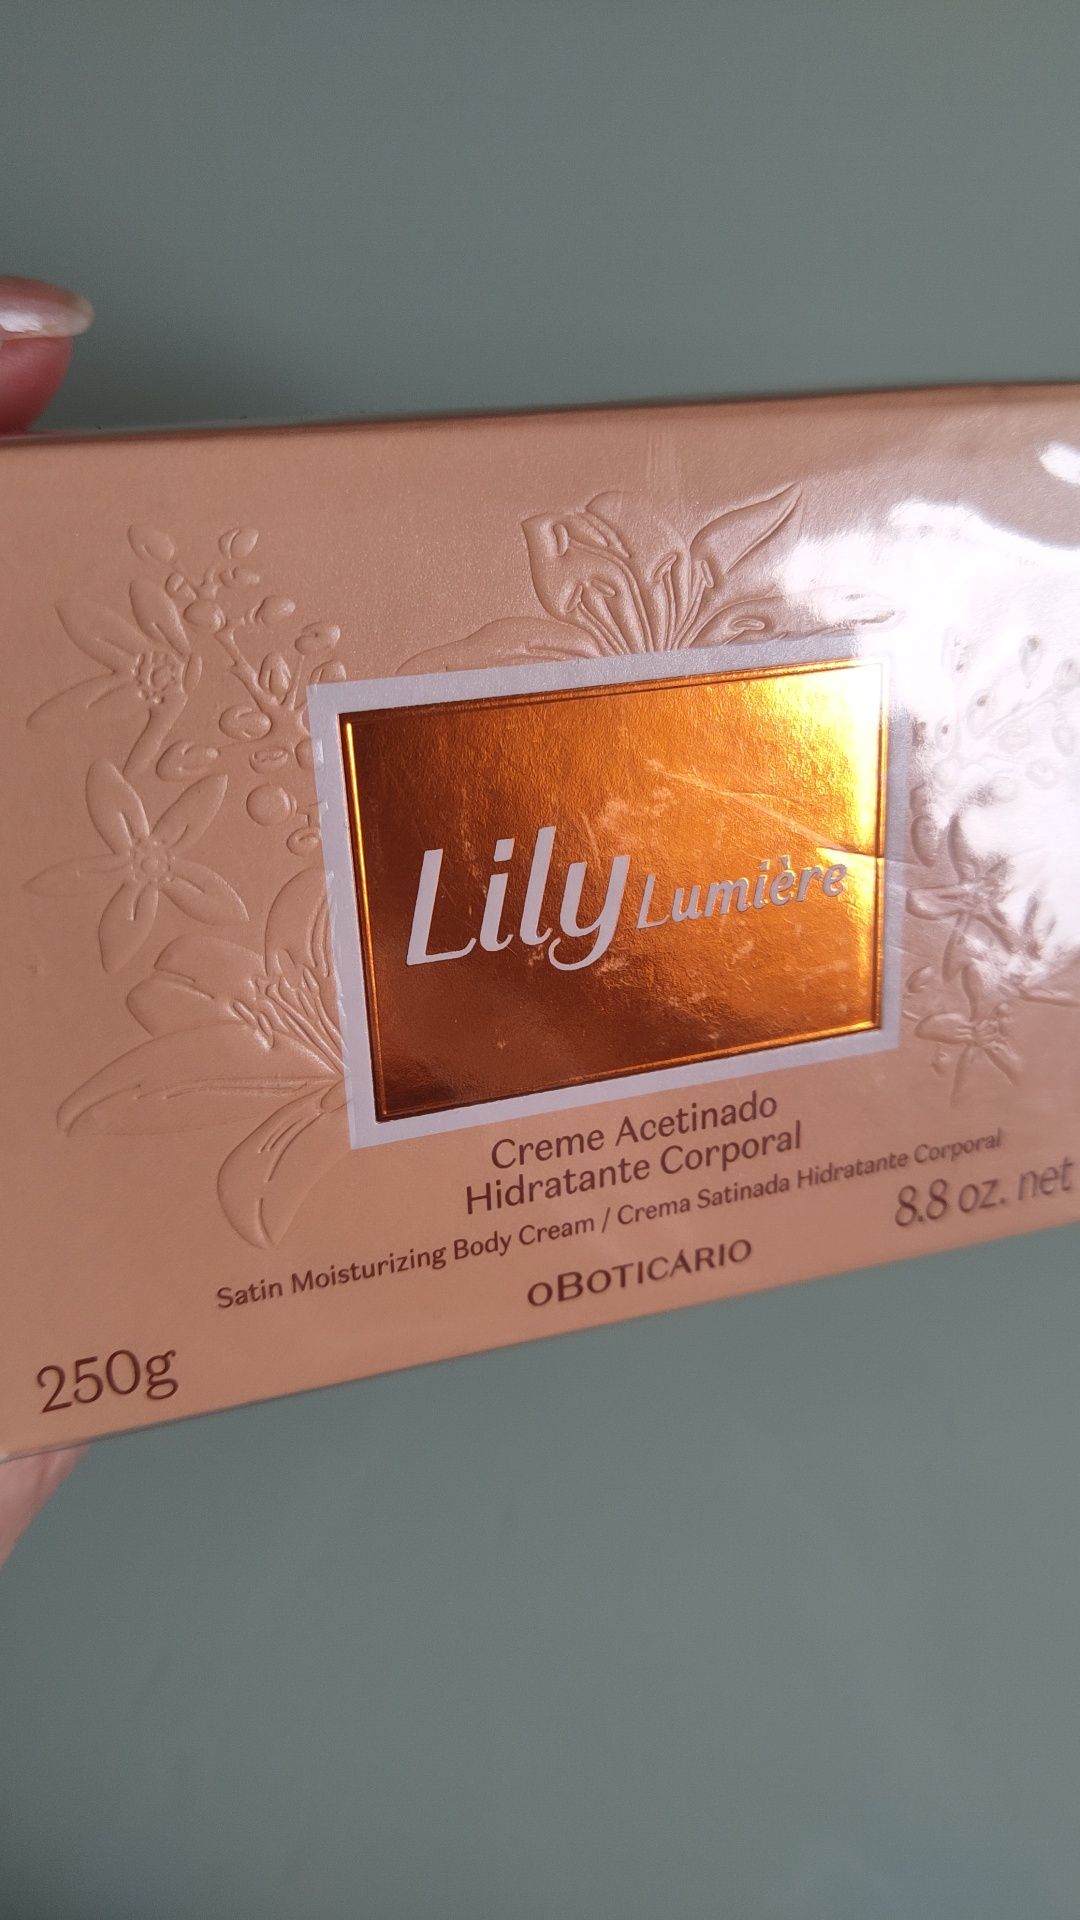 Lily Lumière
Creme Acetinado
Hidratante Corporal
Satin Moisturizing Body Cream / Crema Satinada Hidratante Corporal
8.8 oz. net
oBOTICÁRIO
250g